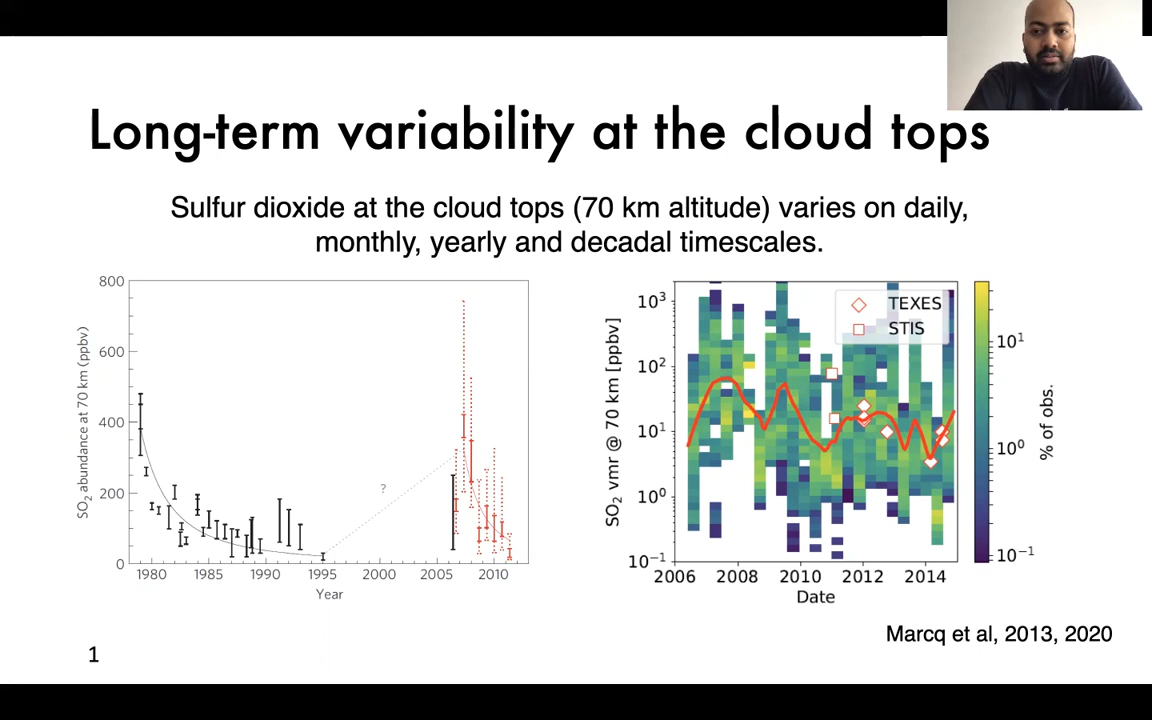 Long-term variability at the cloud tops
Sulfur dioxide at the cloud tops (70 km altitude) varies on daily,
monthly, yearly and decadal timescales.
SO2 abundance at 70 km (ppbv)
800
600
400
200
0
?
1980 1985 1990 1995 2000 2005 2010
Year
SO2 vmr @ 70 km [ppbv]
10³
10²
10¹
10⁰
10⁻¹
TEXES
STIS
2006 2008 2010 2012 2014
Date
10¹
10⁰
10⁻¹
% of obs.
Marcq et al, 2013, 2020
1